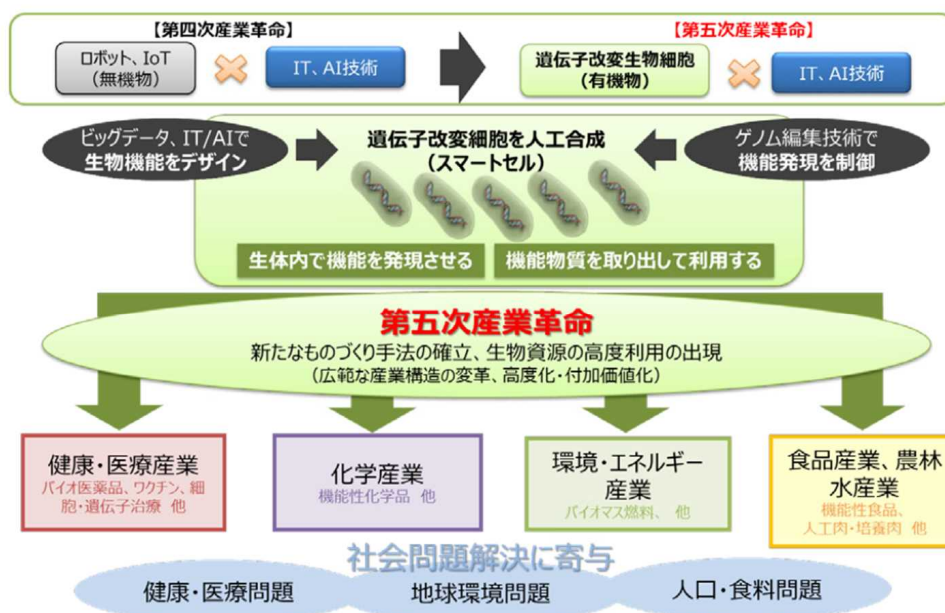 【第四次産業革命】
【第五次産業革命】
ロボット、IoT
(無機物)
IT、AI技術
遺伝子改変生物細胞
(有機物)
IT、AI技術
ビッグデータ、IT/AIで
生物機能をデザイン
遺伝子改変細胞を人工合成
(スマートセル)
ゲノム編集技術で
機能発現を制御
生体内で機能を発現させる
機能物質を取り出して利用する
第五次産業革命
新たなものづくり手法の確立、生物資源の高度利用の出現
(広範な産業構造の変革、高度化・付加価値化)
健康・医療産業
バイオ医薬品、ワクチン、細
胞・遺伝子治療 他
化学産業
機能性化学品 他
環境・エネルギー
産業
バイオマス燃料、 他
食品産業、農林
水産業
機能性食品、
人工肉・培養肉 他
社会問題解決に寄与
健康・医療問題
地球環境問題
人口・食料問題